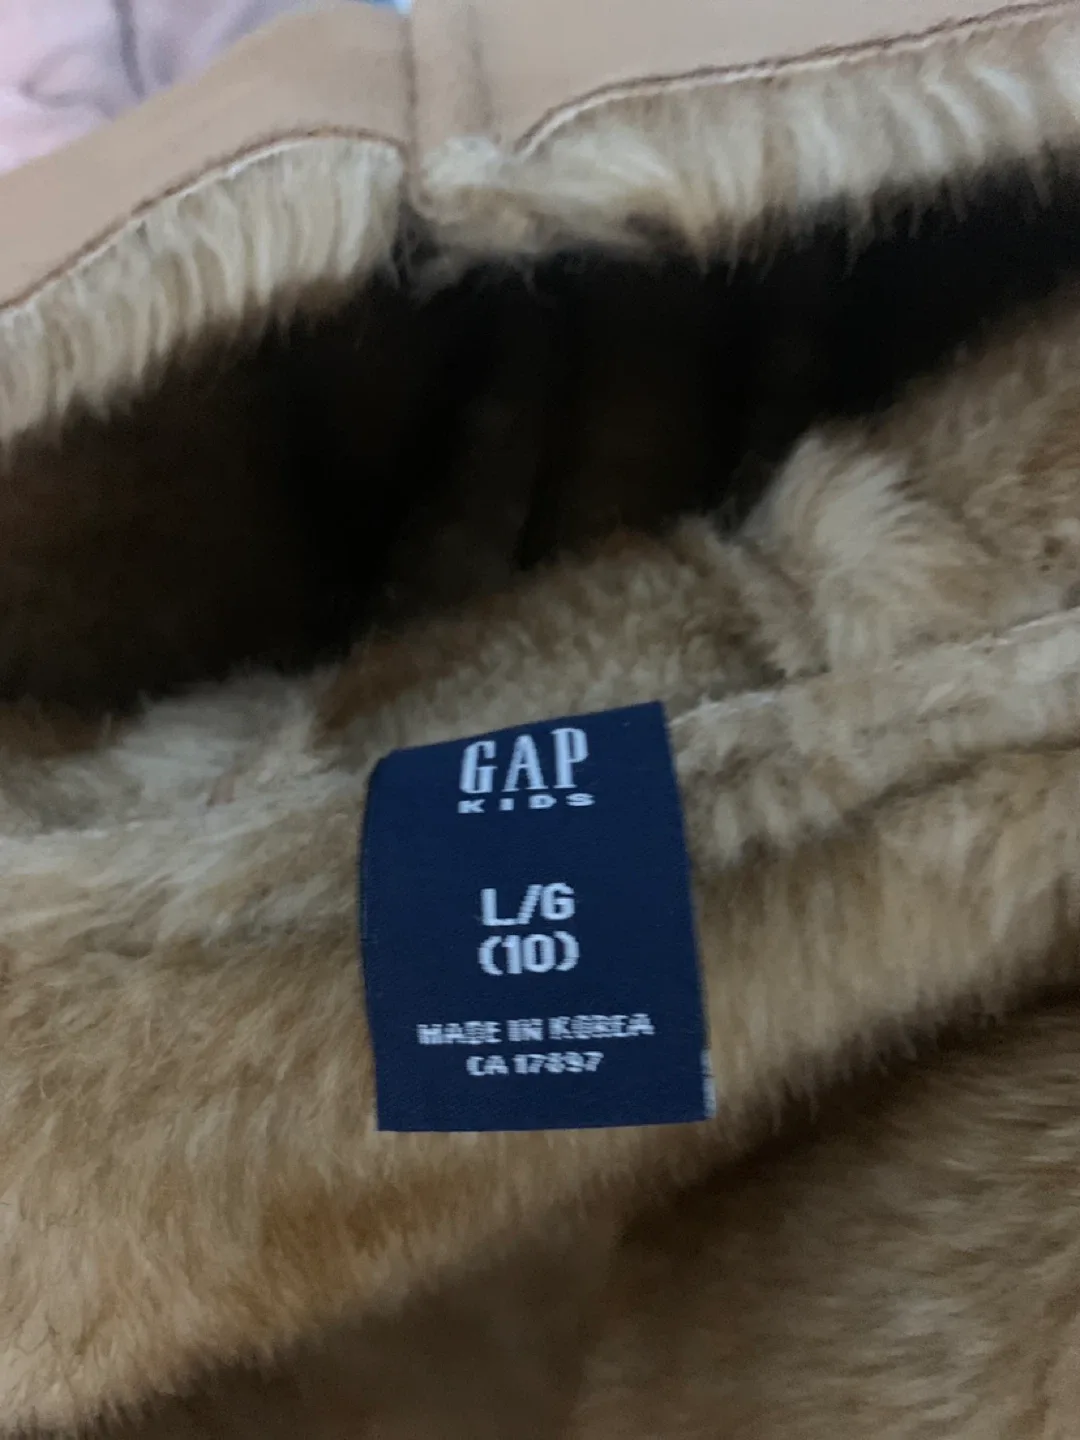 GAP
KIDS
L/G
(10)
MADE IN KOREA
CA 17897